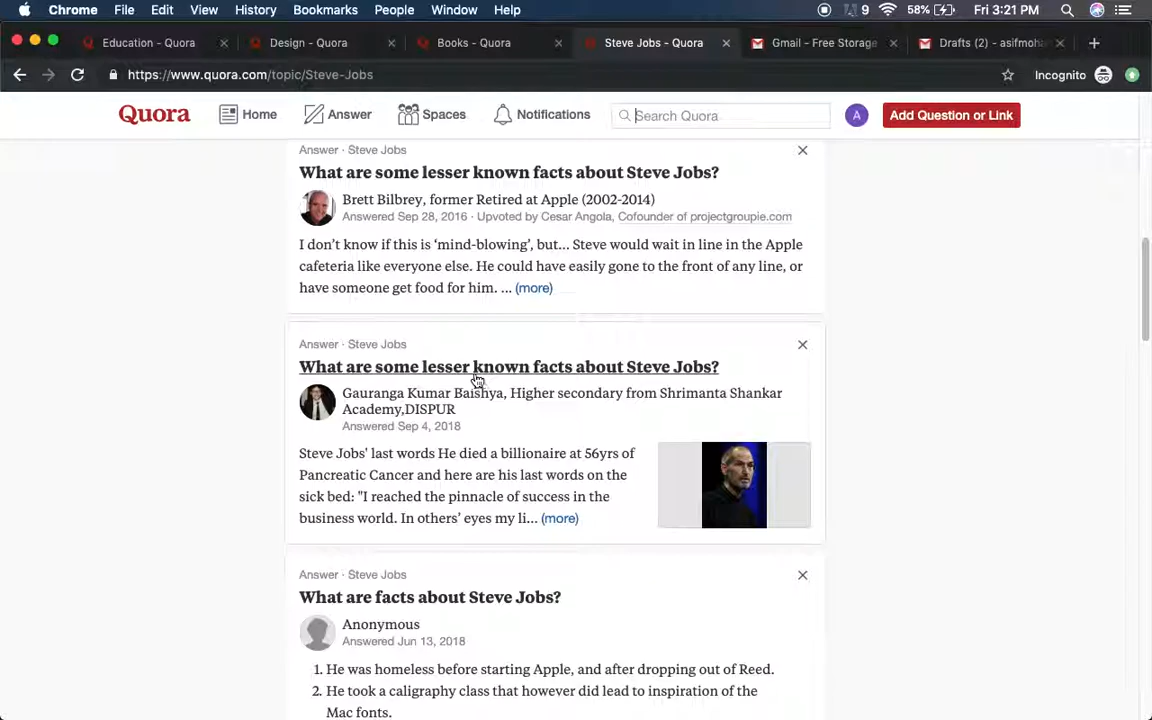 Chrome File Edit View History Bookmarks People Window Help 9 58% Fri 3:21 PM
Education - Quora Design - Quora Books - Quora Steve Jobs - Quora Gmail - Free Storage Drafts (2) - asifmoha
https://www.quora.com/topic/Steve-Jobs Incognito
Quora Home Answer Spaces Notifications Search Quora A Add Question or Link
Answer · Steve Jobs
What are some lesser known facts about Steve Jobs?
Brett Bilbrey, former Retired at Apple (2002-2014)
Answered Sep 28, 2016 · Upvoted by Cesar Angola, Cofounder of projectgroupie.com
I don’t know if this is ‘mind-blowing’, but... Steve would wait in line in the Apple
cafeteria like everyone else. He could have easily gone to the front of any line, or
have someone get food for him. ... (more)
Answer · Steve Jobs
What are some lesser known facts about Steve Jobs?
Gauranga Kumar Baishya, Higher secondary from Shrimanta Shankar
Academy,DISPUR
Answered Sep 4, 2018
Steve Jobs’ last words He died a billionaire at 56yrs of
Pancreatic Cancer and here are his last words on the
sick bed: "I reached the pinnacle of success in the
business world. In others’ eyes my li... (more)
Answer · Steve Jobs
What are facts about Steve Jobs?
Anonymous
Answered Jun 13, 2018
1. He was homeless before starting Apple, and after dropping out of Reed.
2. He took a caligraphy class that however did lead to inspiration of the
Mac fonts.